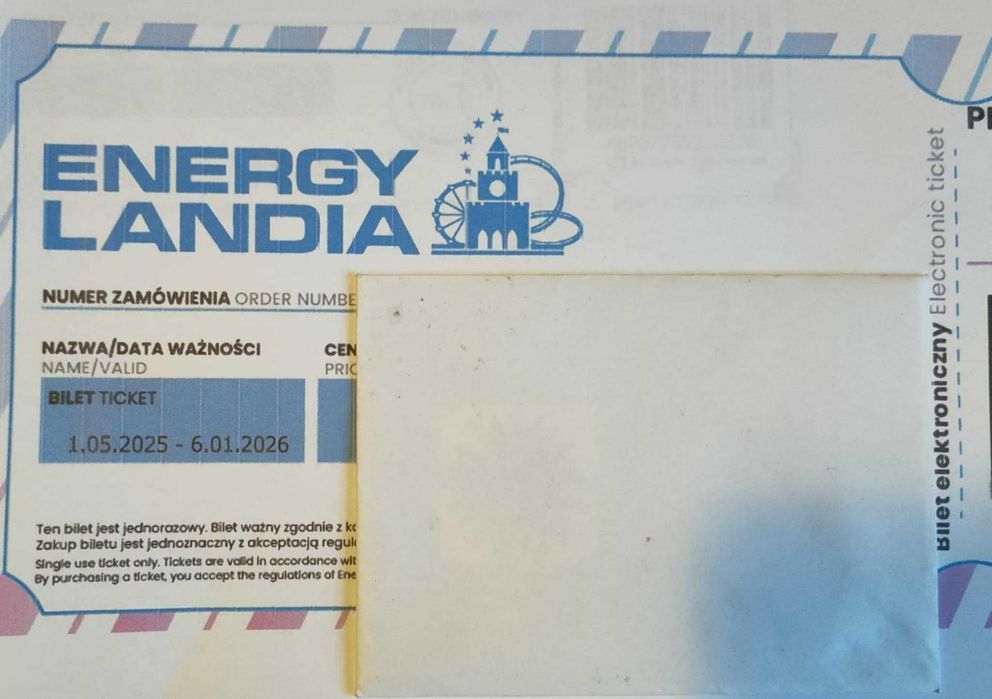 ENERGY
LANDIA
NUMER ZAMÓWIENIA ORDER NUMBE
NAZWA/DATA WAŻNOŚCI
NAME/VALID
CEN
PRIC
BILET TICKET
1.05.2025 - 6.01.2026
Ten bilet jest jednorazowy. Bilet ważny zgodnie z
Zakup biletu jest jednoznaczny z akceptacją regul
Single use ticket only. Tickets are valid in accordance wit
By purchasing a ticket, you accept the regulations of Ene
Bilet elektroniczny Electronic ticket